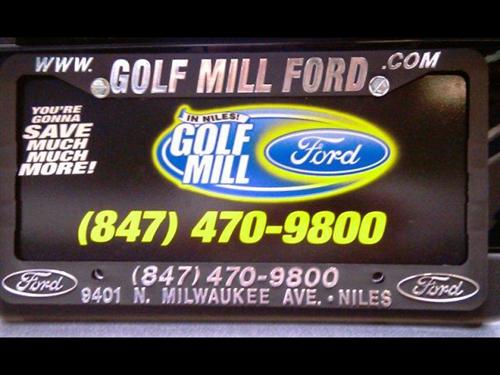 WWW. GOLF MILL FORD .COM
YOU'RE
GONNA
SAVE
MUCH
MUCH
MORE!
IN NILES!
GOLF
MILL
Ford
(847) 470-9800
Ford (847) 470-9800 Ford
9401 N. MILWAUKEE AVE. · NILES